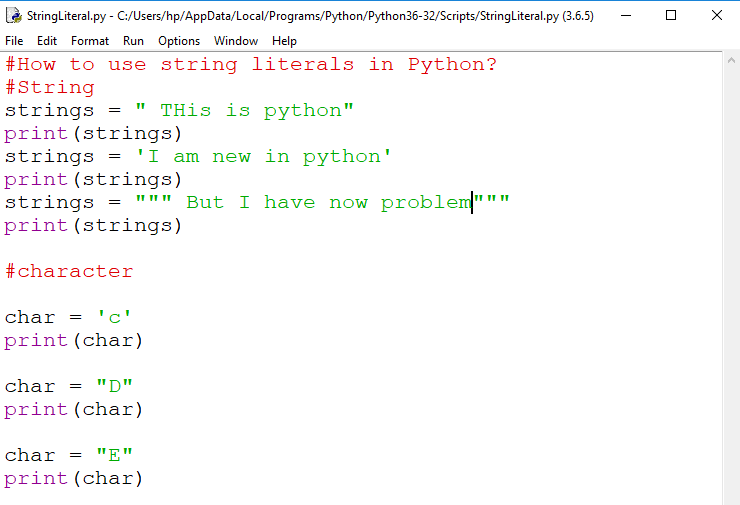 StringLiteral.py - C:/Users/hp/AppData/Local/Programs/Python/Python36-32/Scripts/StringLiteral.py (3.6.5)
File Edit Format Run Options Window Help
#How to use string literals in Python?
#String
strings = " THis is python"
print(strings)
strings = 'I am new in python'
print(strings)
strings = """ But I have now problem"""
print(strings)
#character
char = 'c'
print(char)
char = "D"
print(char)
char = "E"
print(char)